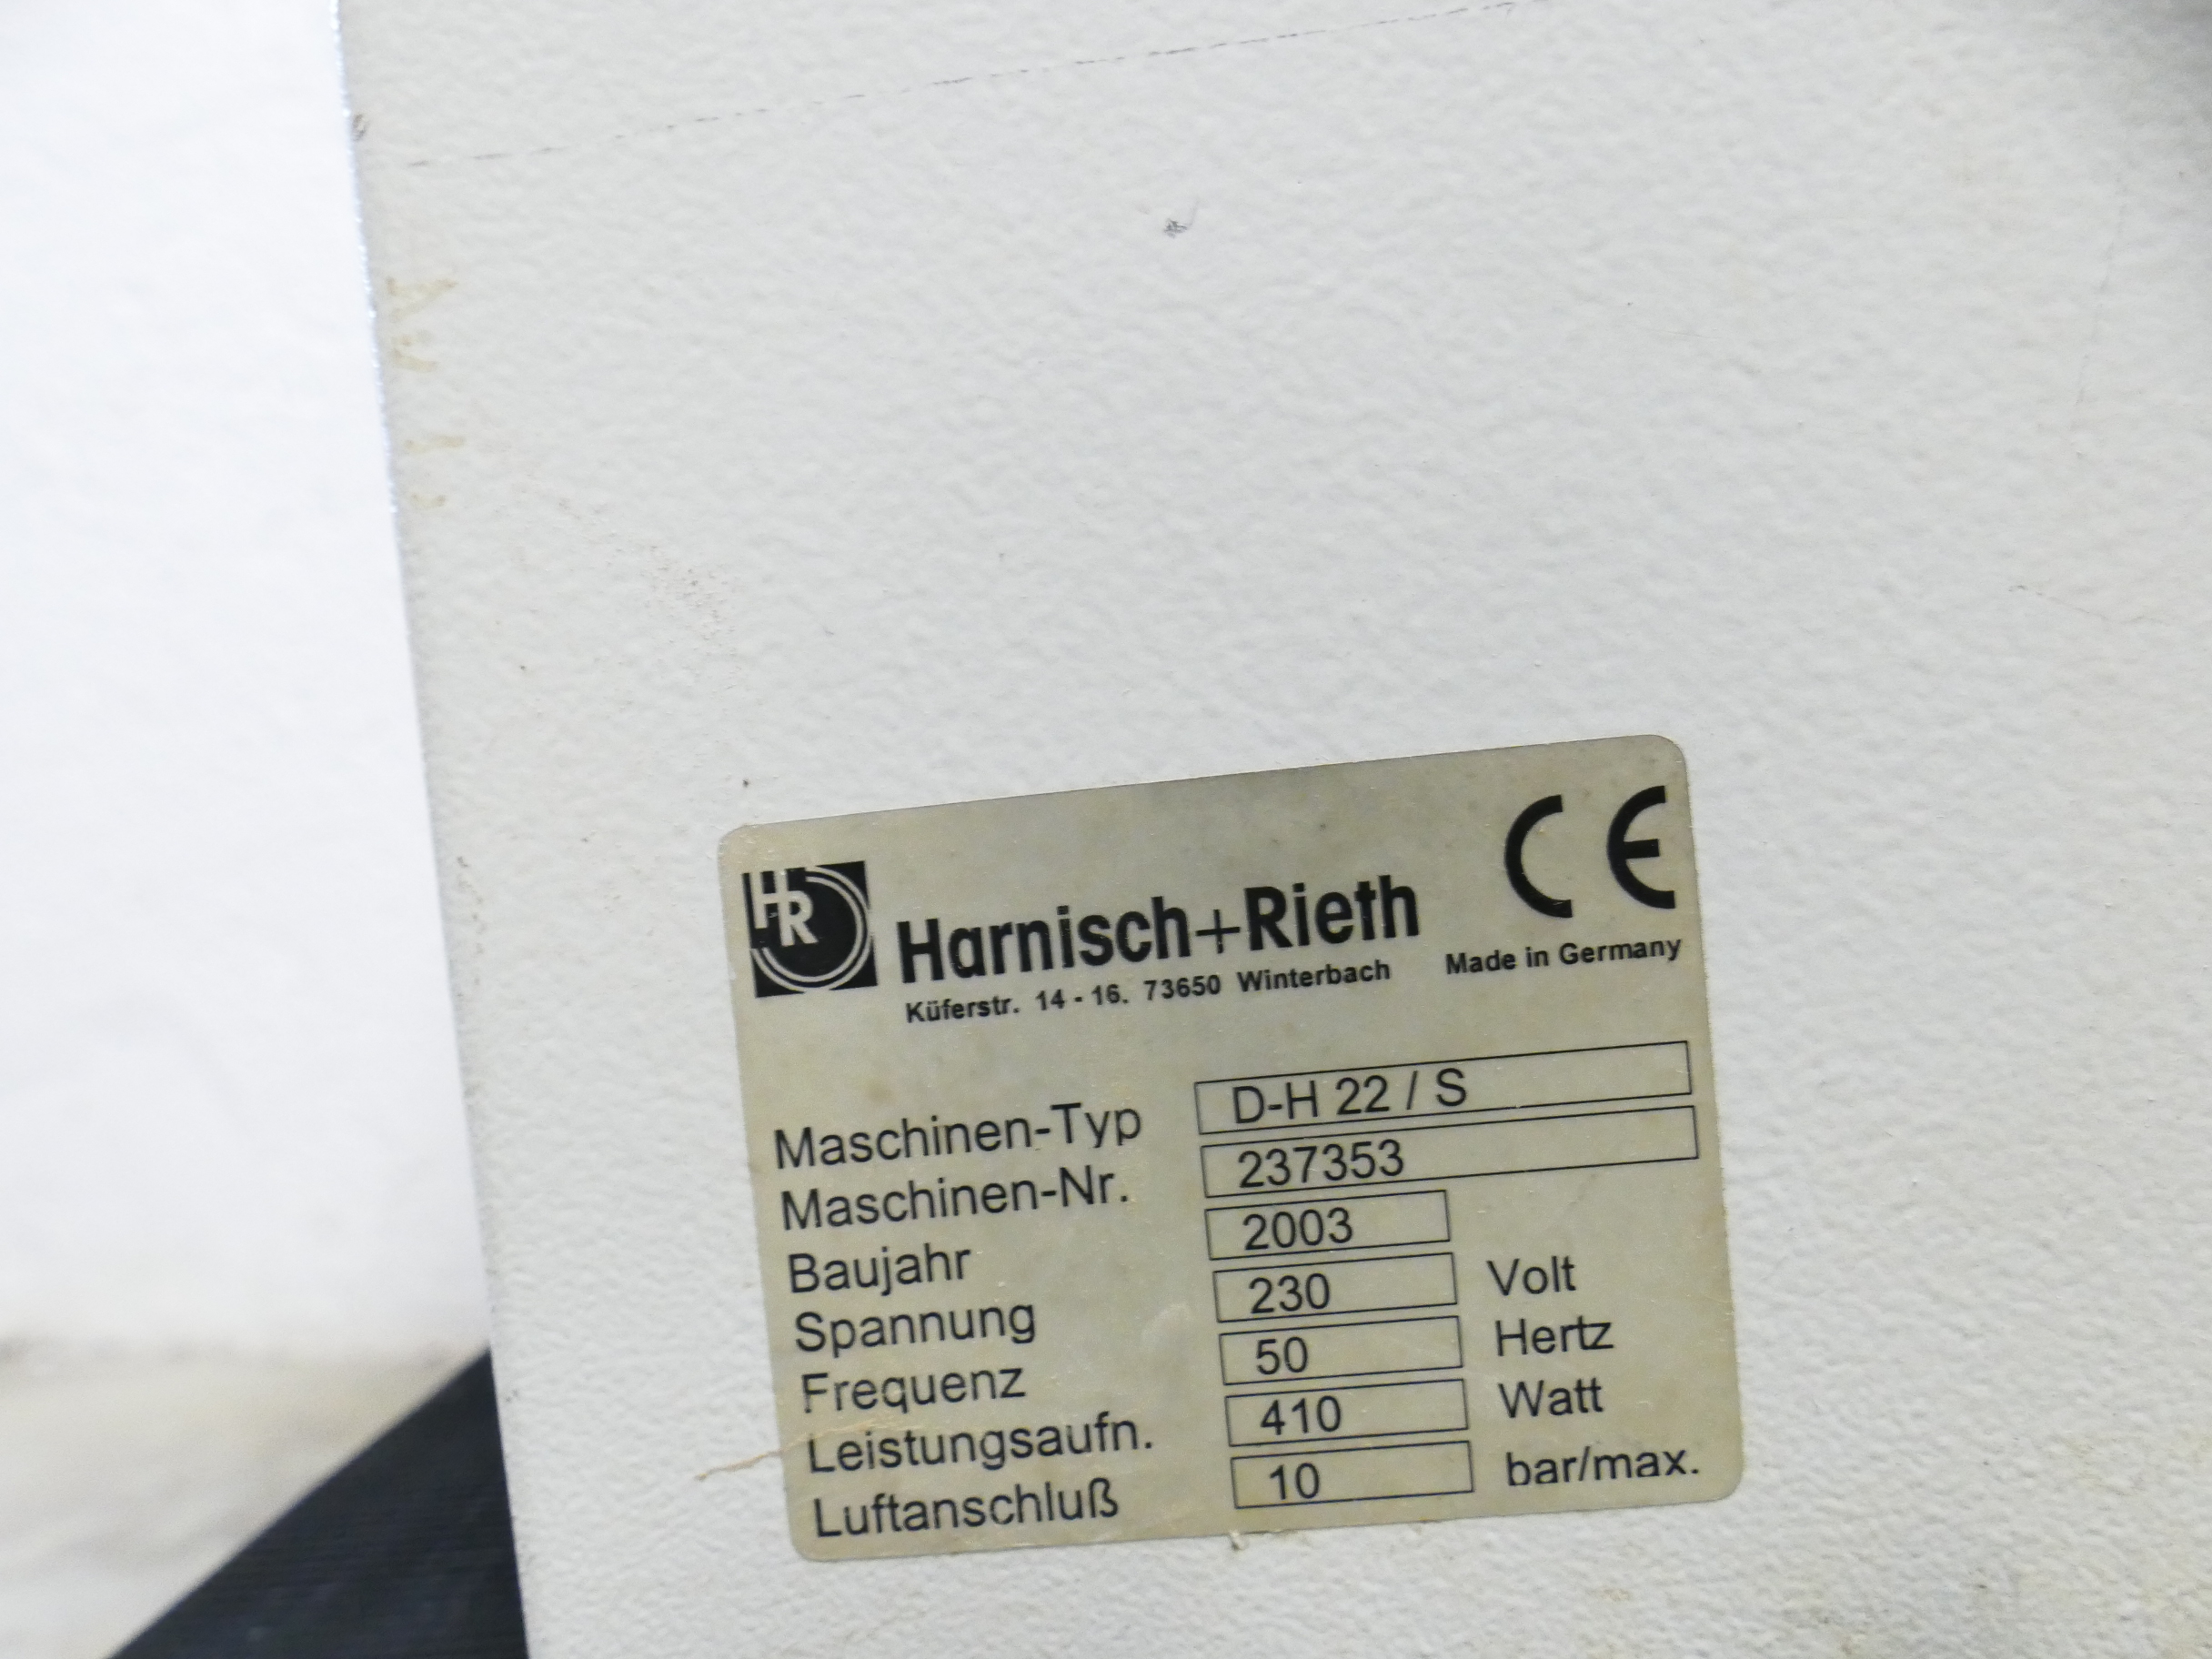 HR
Harnisch+Rieth
CE
Küferstr. 14 - 16. 73650 Winterbach
Made in Germany
Maschinen-Typ D-H 22 / S
Maschinen-Nr. 237353
Baujahr 2003
Spannung 230 Volt
Frequenz 50 Hertz
Leistungsaufn. 410 Watt
Luftanschluß 10 bar/max.